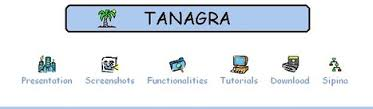 TANAGRA
Presentation Screenshots Functionalities Tutorials Download Sipina